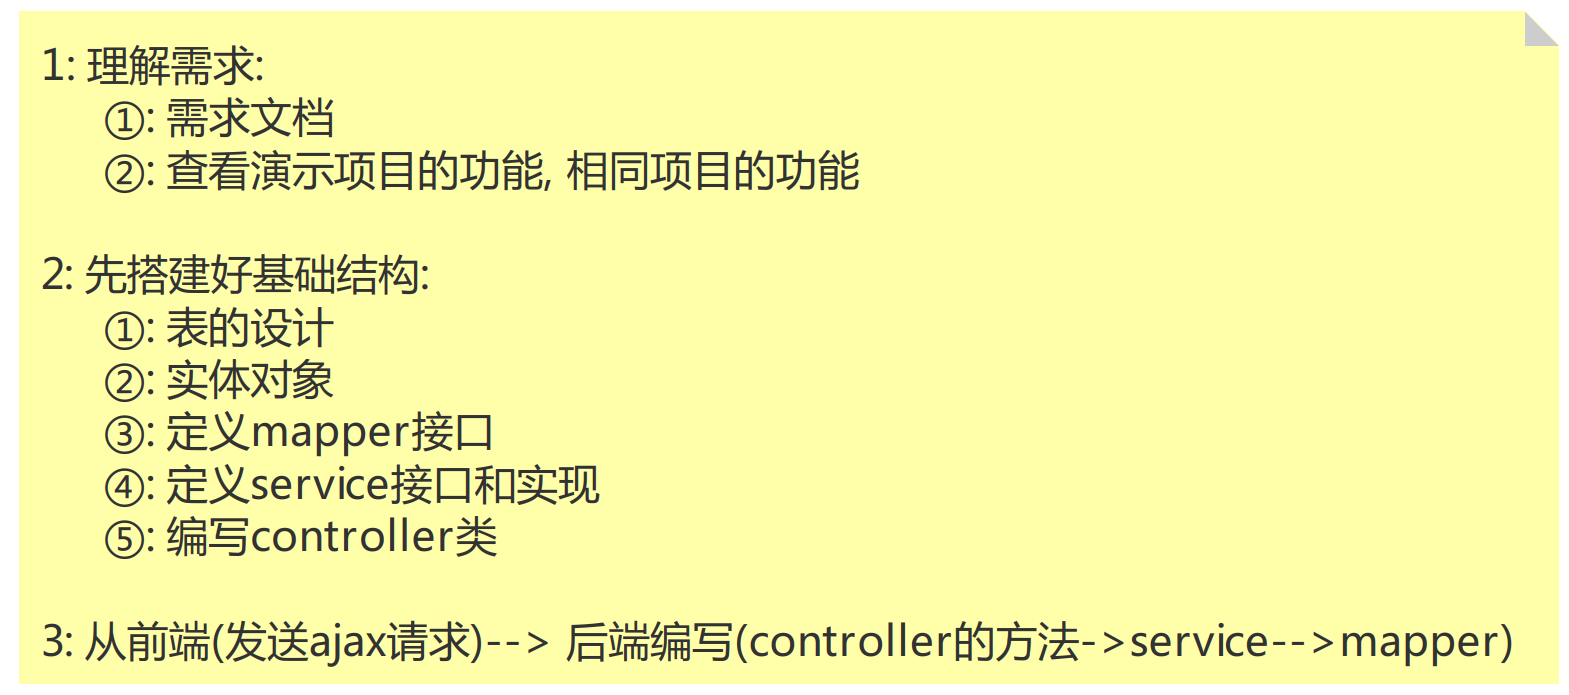 1: 理解需求:
①: 需求文档
②: 查看演示项目的功能, 相同项目的功能
2: 先搭建好基础结构:
①: 表的设计
②: 实体对象
③: 定义mapper接口
④: 定义service接口和实现
⑤: 编写controller类
3: 从前端(发送ajax请求)--> 后端编写(controller的方法->service-->mapper)